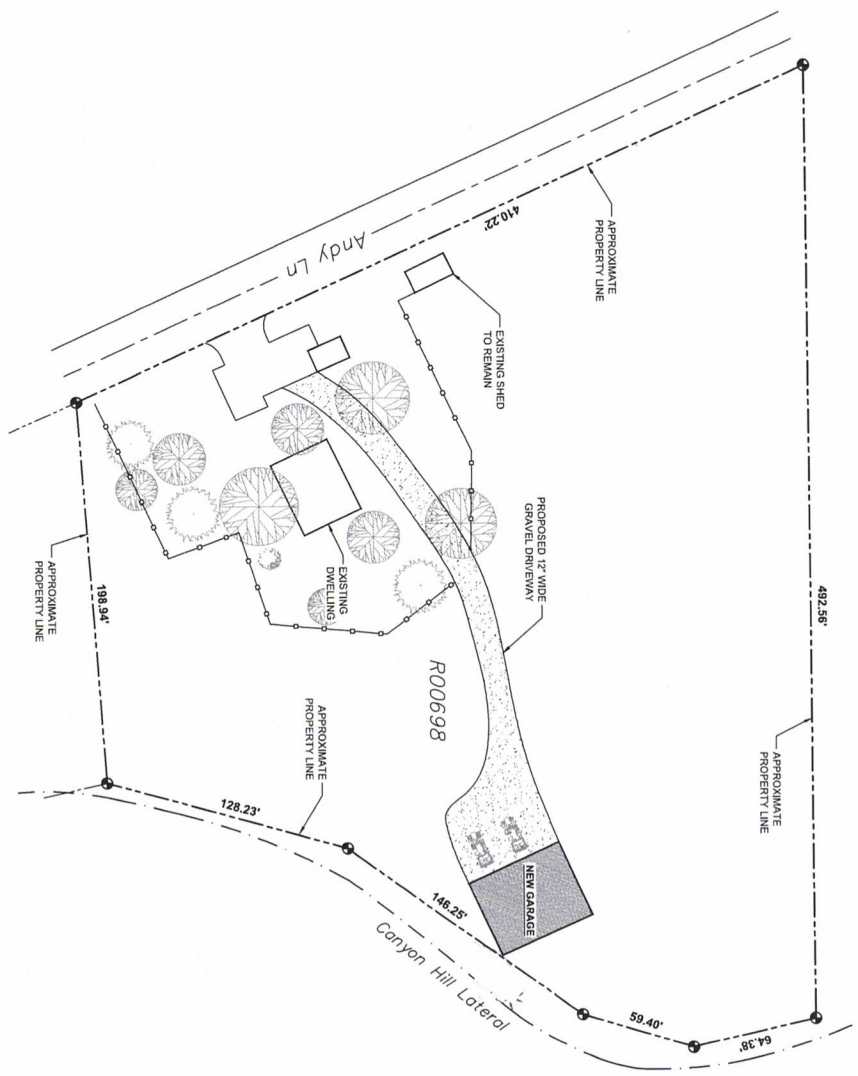 APPROXIMATE
PROPERTY LINE
410.22'
Andy Ln
EXISTING SHED
TO REMAIN
PROPOSED 12" WIDE
GRAVEL DRIVEWAY
492.56'
EXISTING
DWELLING
APPROXIMATE
PROPERTY LINE
198.94'
R00698
APPROXIMATE
PROPERTY LINE
APPROXIMATE
PROPERTY LINE
128.23'
NEW GARAGE
146.25'
Canyon Hill Lateral
59.40'
64.38'